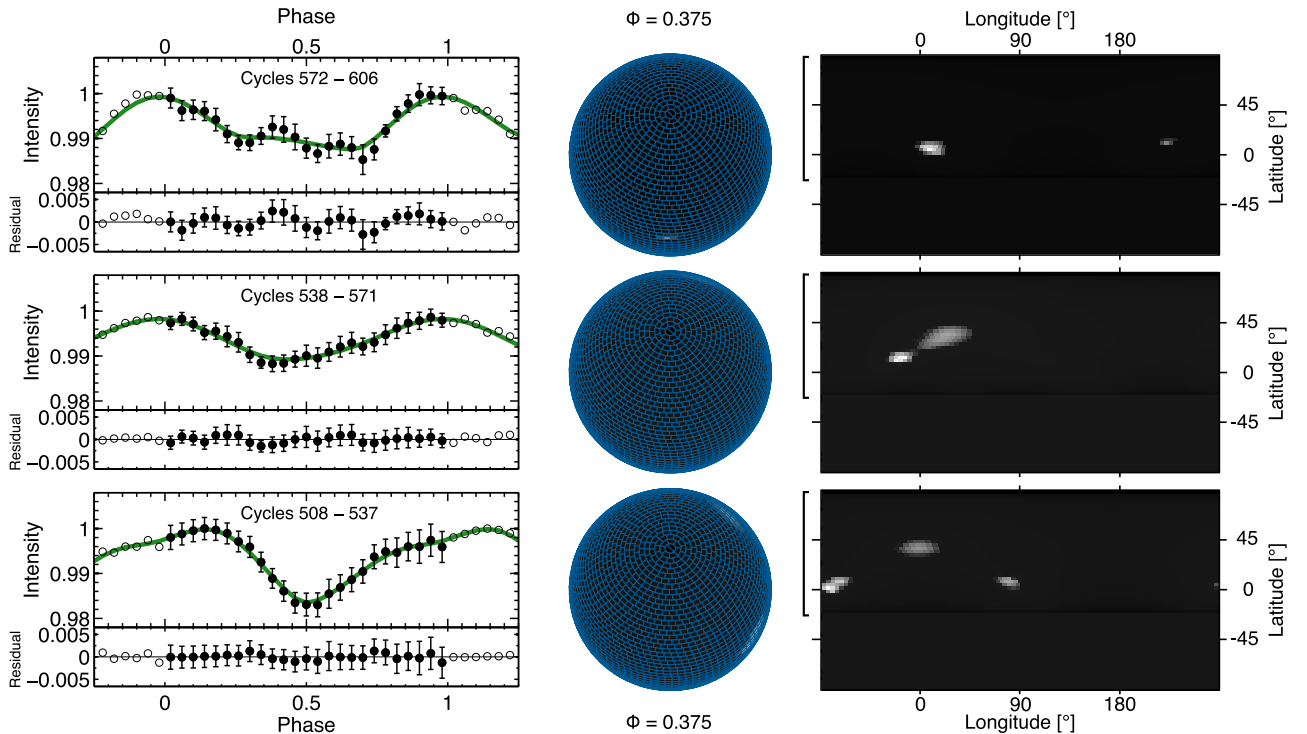 Phase
Φ = 0.375
Longitude [°]
0 0.5 1
0 90 180
Cycles 572 – 606
Intensity
1
0.99
0.98
Residual
0.005
0
−0.005
45
0
-45
Latitude [°]
Cycles 538 – 571
Intensity
1
0.99
0.98
Residual
0.005
0
−0.005
45
0
-45
Latitude [°]
Cycles 508 – 537
Intensity
1
0.99
0.98
Residual
0.005
0
−0.005
45
0
-45
Latitude [°]
0 0.5 1
0 90 180
Phase
Φ = 0.375
Longitude [°]